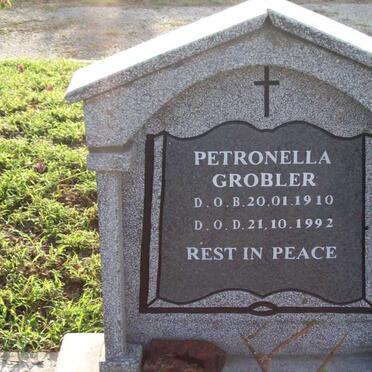 PETRONELLA
GROBLER
D.O.B. 20.01.1910
D.O.D. 21.10.1992
REST IN PEACE